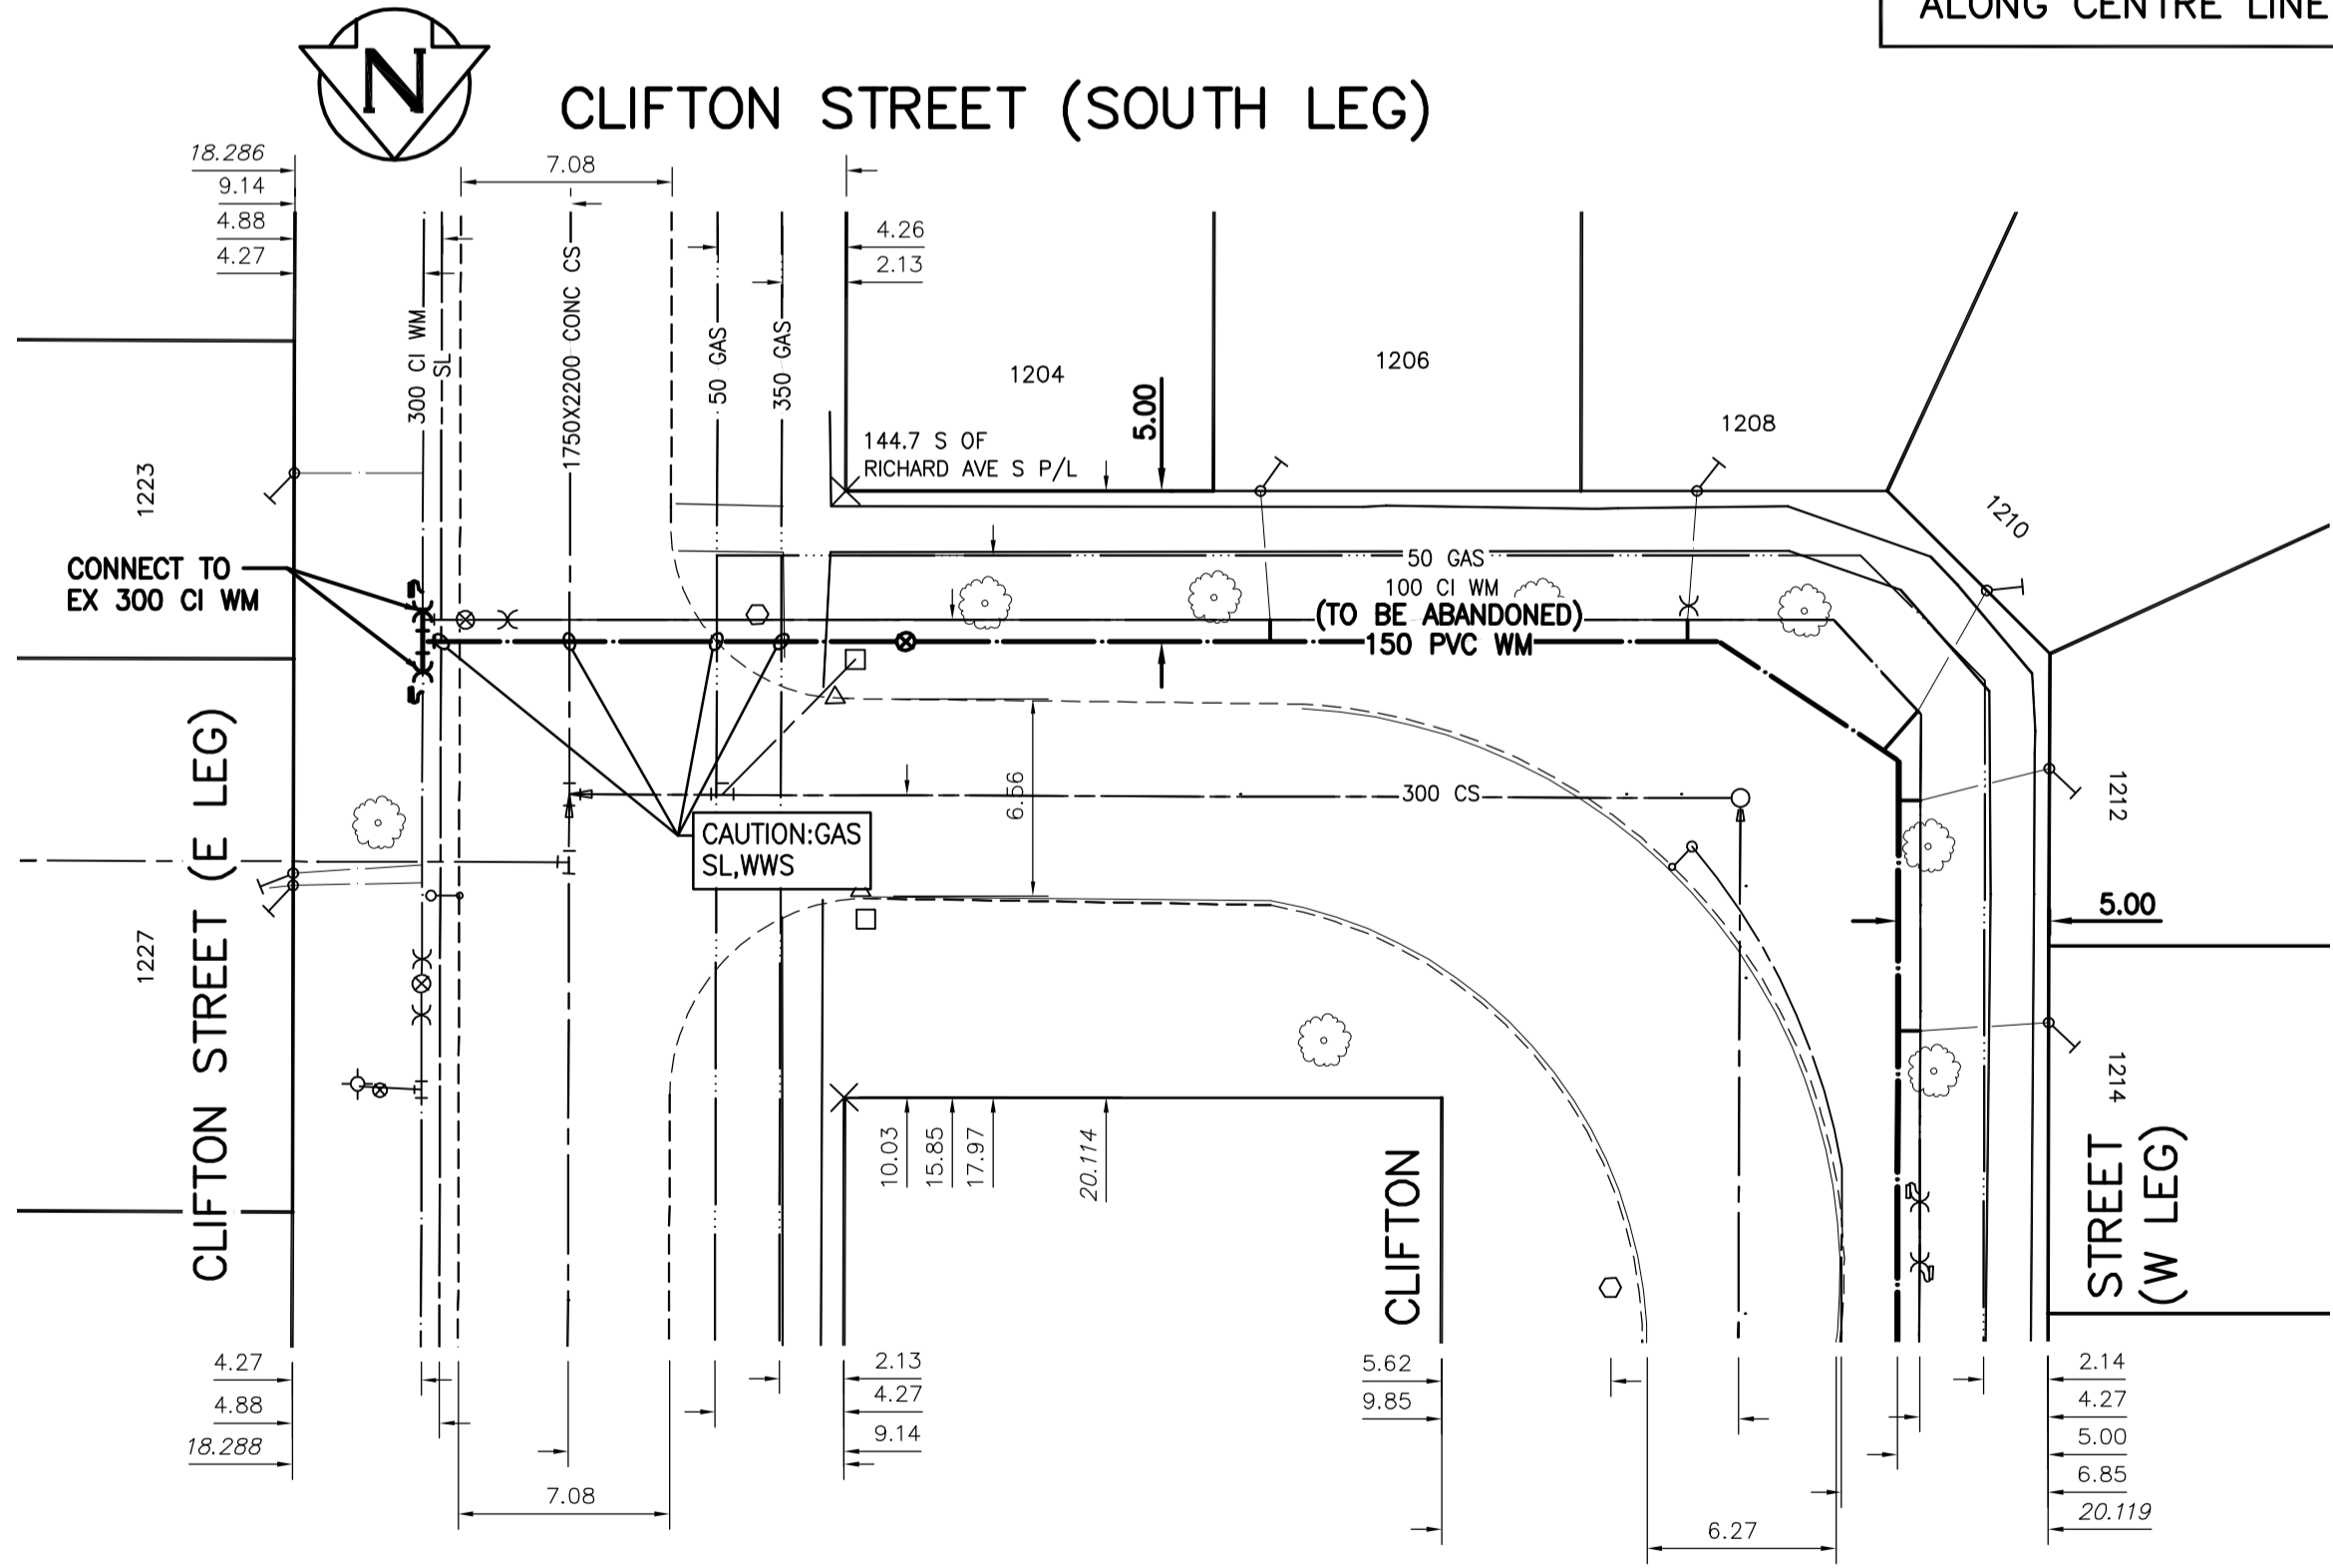 ALONG CENTRE LINE
N
CLIFTON STREET (SOUTH LEG)
18.286
9.14
4.88
4.27
7.08
4.26
2.13
300 CI WM
SL
1750X2200 CONC CS
50 GAS
350 GAS
1204
1206
1208
1210
5.00
144.7 S OF
RICHARD AVE S P/L
1223
CONNECT TO
EX 300 CI WM
50 GAS
100 CI WM
(TO BE ABANDONED)
150 PVC WM
CLIFTON STREET (E LEG)
1227
6.56
300 CS
CAUTION:GAS
SL,WWS
1212
5.00
1214
10.03
15.85
17.97
20.114
CLIFTON
STREET
(W LEG)
4.27
4.88
18.288
7.08
2.13
4.27
9.14
5.62
9.85
6.27
2.14
4.27
5.00
6.85
20.119